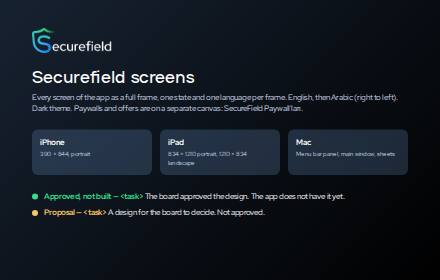 Securefield
Securefield screens
Every screen of the app as a full frame, one state and one language per frame. English, then Arabic (right to left).
Dark theme. Paywalls and offers are on a separate canvas: SecureField Paywall lan.
iPhone
390 × 844, portrait
iPad
834 × 1210 portrait, 1210 × 834
landscape
Mac
Menu bar panel, main window, sheets
Approved, not built — <task> The board approved the design. The app does not have it yet.
Proposal — <task> A design for the board to decide. Not approved.